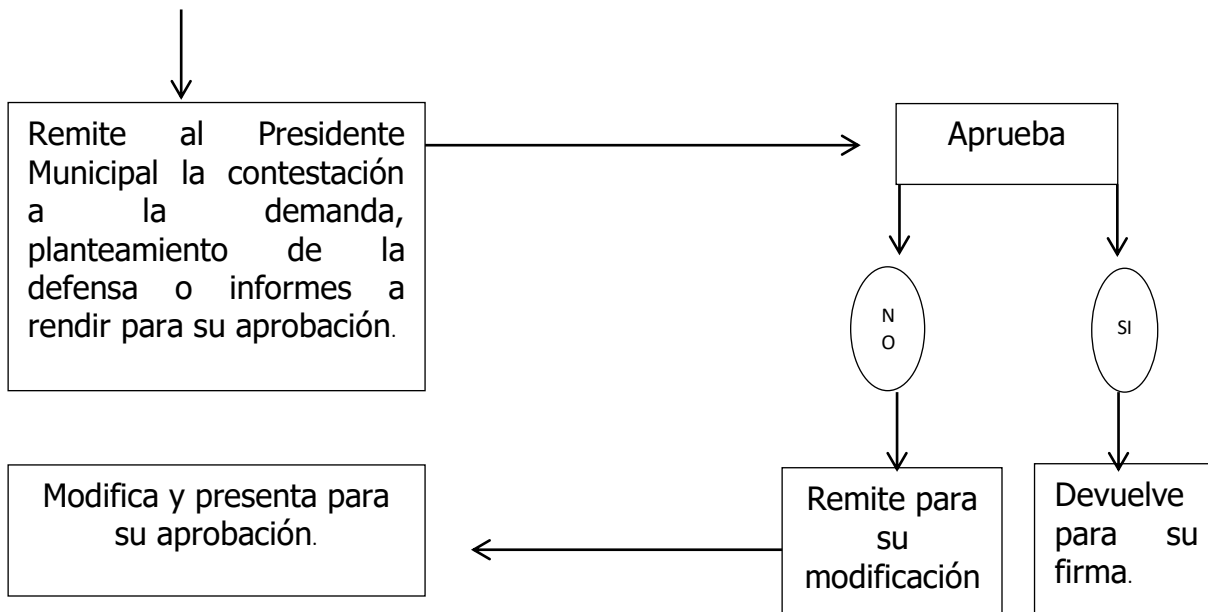 Remite al Presidente
Municipal la contestación
a la demanda,
planteamiento de la
defensa o informes a
rendir para su aprobación.
Aprueba
N
O
SI
Modifica y presenta para
su aprobación.
Remite para
su
modificación
Devuelve
para su
firma.